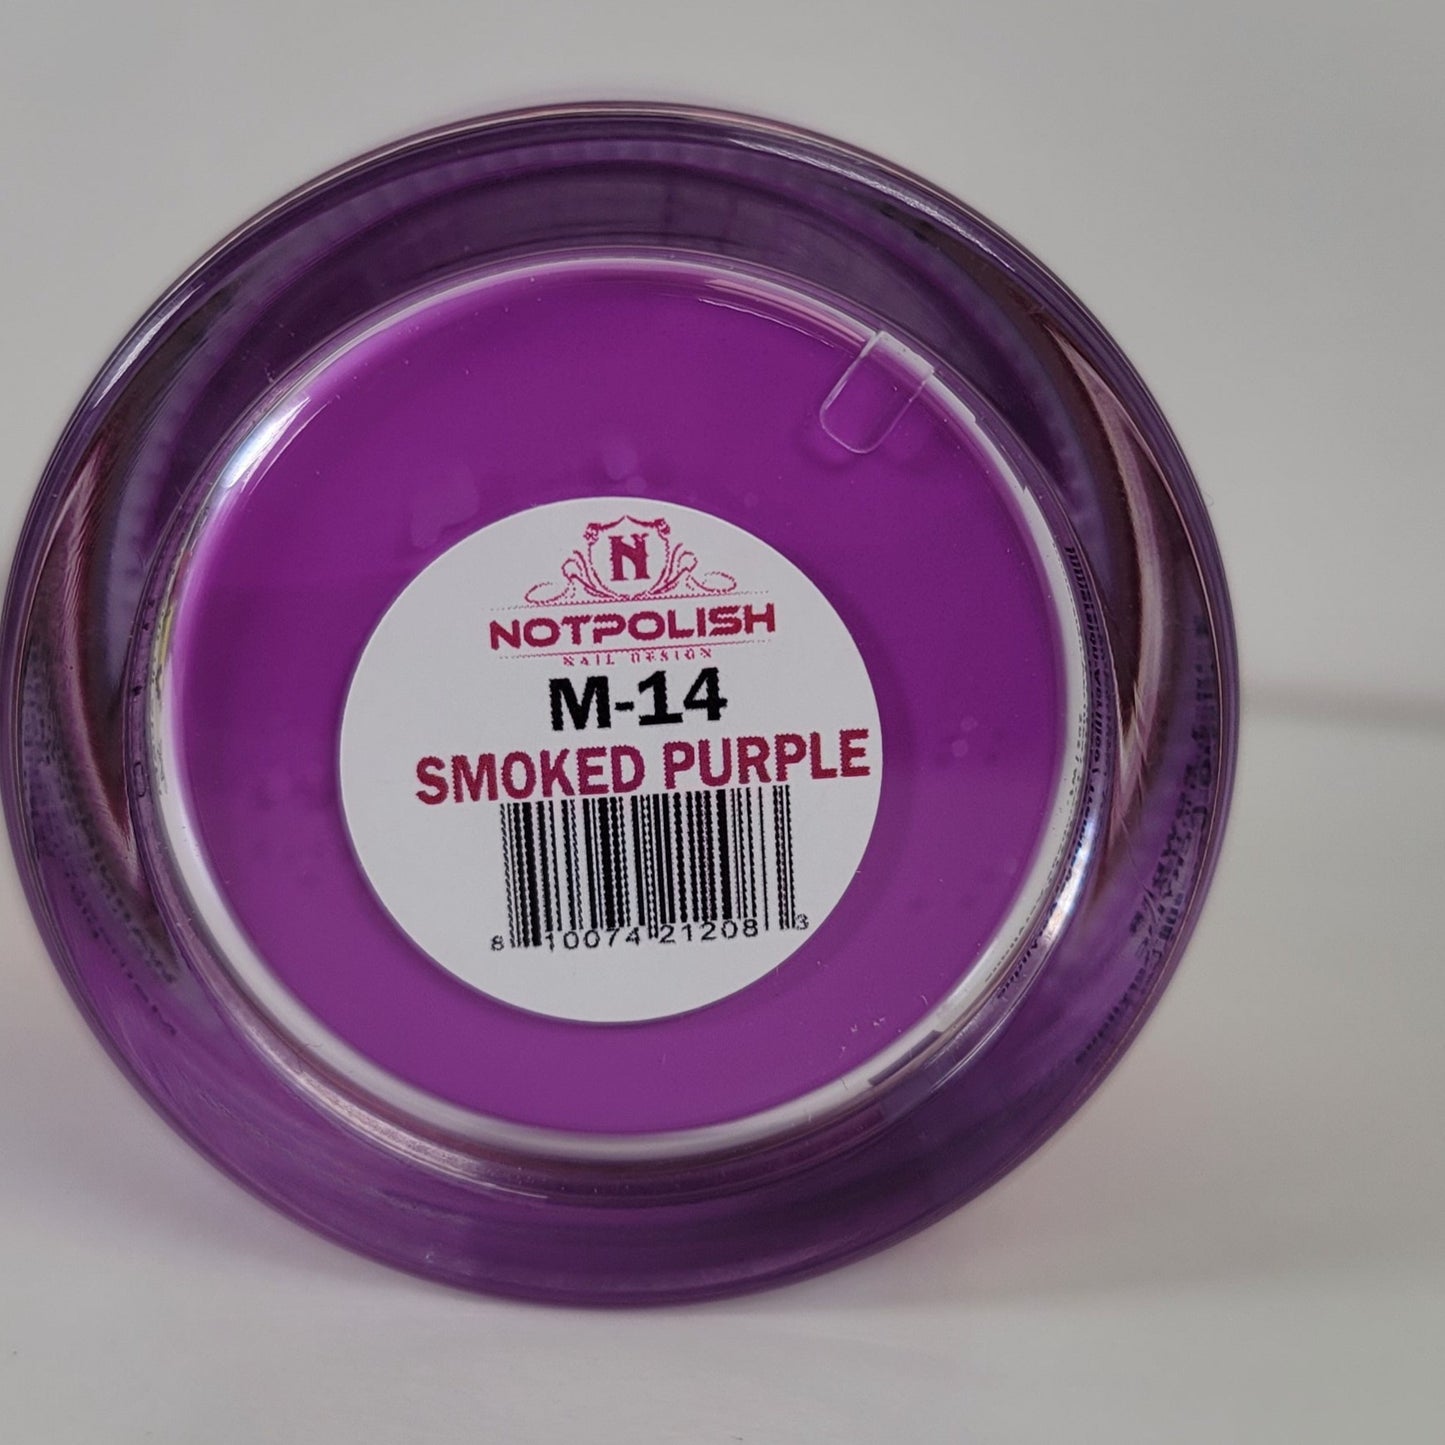 N
NOTPOLISH
NAIL DESIGN
M-14
SMOKED PURPLE
8 10074 21208 3